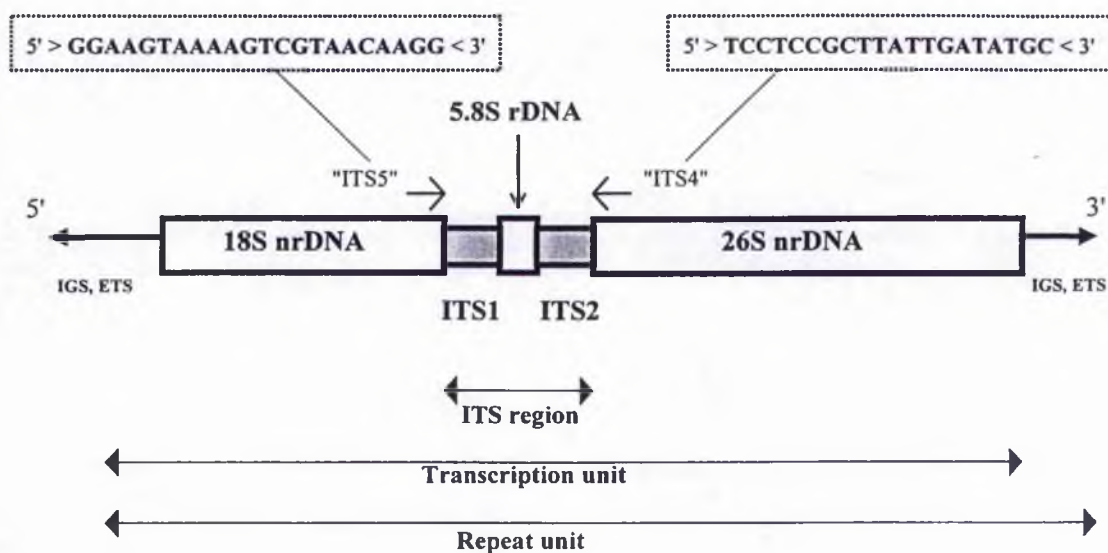 5' > GGAAGTAAAAGTCGTAACAAGG < 3'
5' > TCCTCCGCTTATTGATATGC < 3'
5.8S rDNA
"ITS5"
"ITS4"
5'
3'
18S nrDNA
26S nrDNA
IGS, ETS
IGS, ETS
ITS1
ITS2
ITS region
Transcription unit
Repeat unit